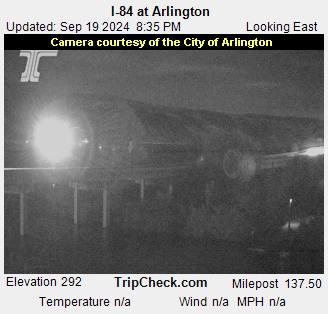 I-84 at Arlington
Updated: Sep 19 2024 8:35 PM Looking East
Camera courtesy of the City of Arlington
Elevation 292 TripCheck.com Milepost 137.50
Temperature n/a Wind n/a MPH n/a